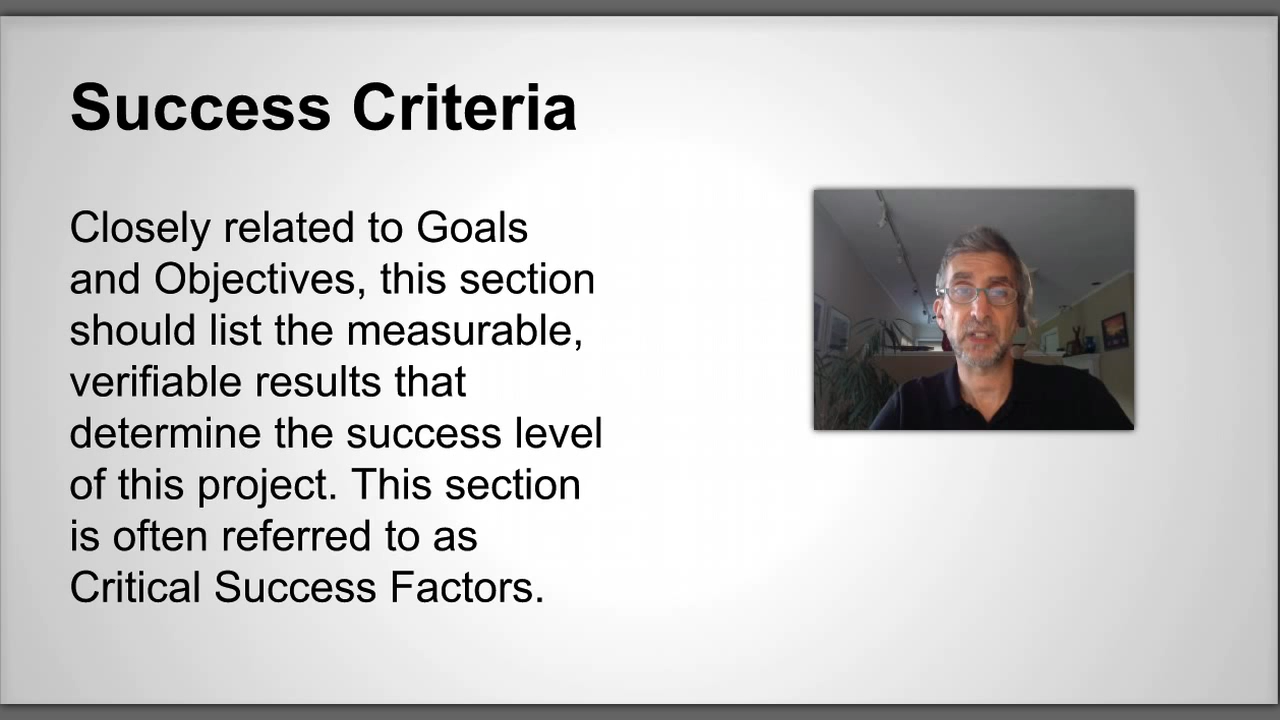 Success Criteria
Closely related to Goals
and Objectives, this section
should list the measurable,
verifiable results that
determine the success level
of this project. This section
is often referred to as
Critical Success Factors.